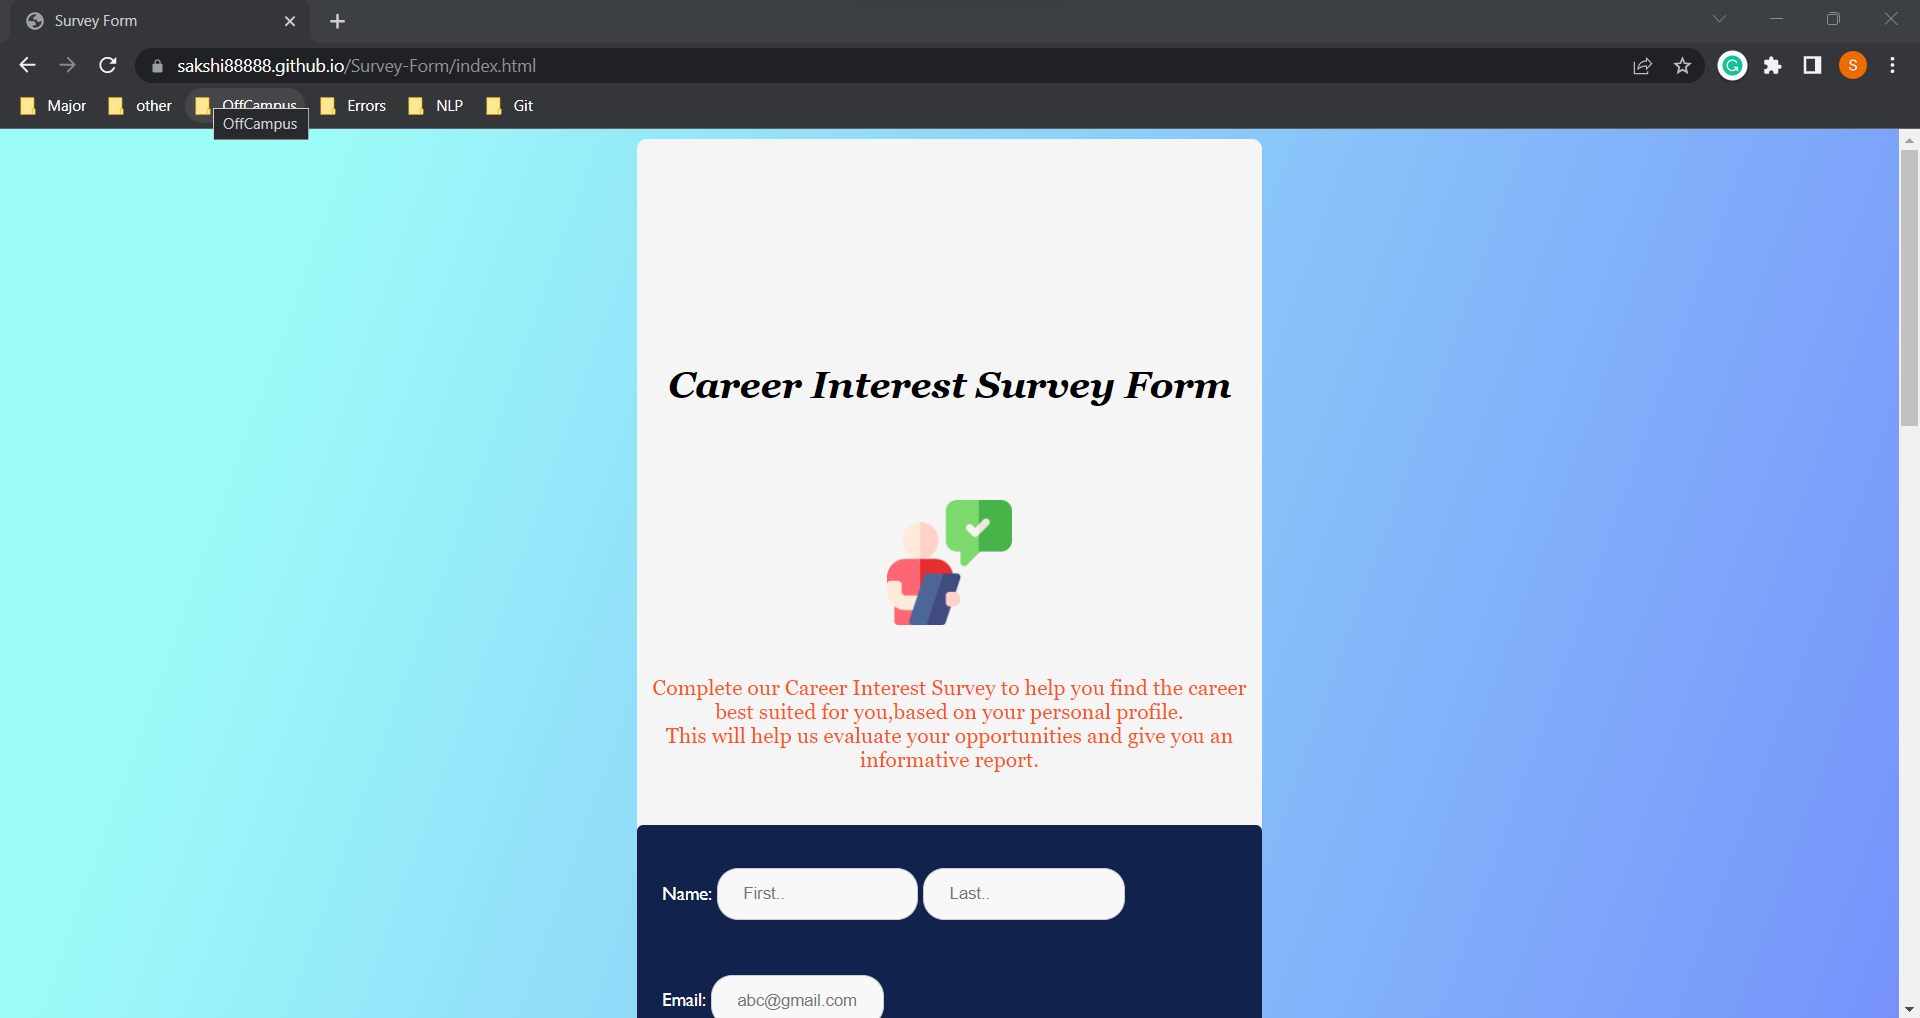 Survey Form
sakshi88888.github.io/Survey-Form/index.html
S
Major other OffCampus Errors NLP Git
OffCampus
Career Interest Survey Form
Complete our Career Interest Survey to help you find the career
best suited for you,based on your personal profile.
This will help us evaluate your opportunities and give you an
informative report.
Name: First.. Last..
Email: abc@gmail.com